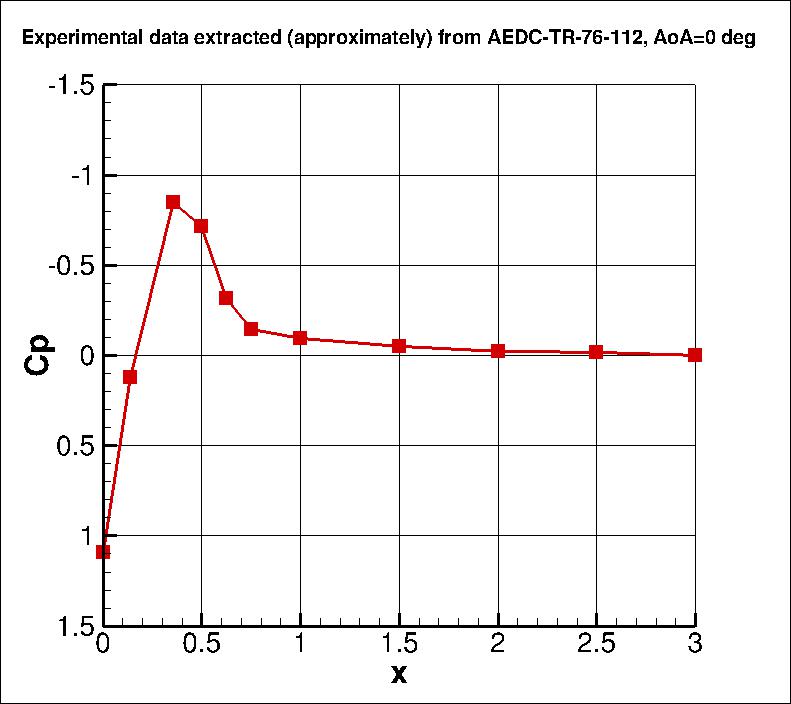 Experimental data extracted (approximately) from AEDC-TR-76-112, AoA=0 deg
-1.5
-1
-0.5
0
0.5
1
1.5
Cp
0 0.5 1 1.5 2 2.5 3
x